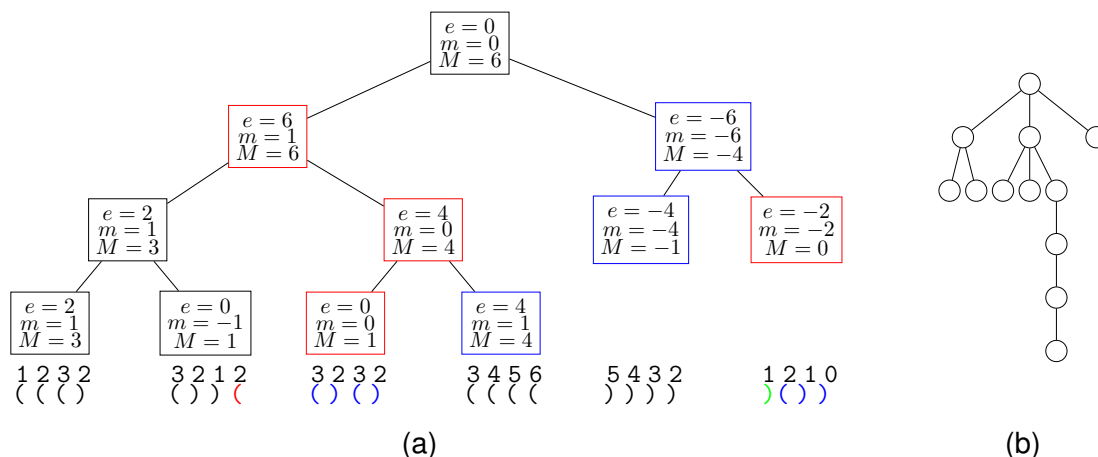 e = 0
m = 0
M = 6
e = 6
m = 1
M = 6
e = −6
m = −6
M = −4
e = 2
m = 1
M = 3
e = 4
m = 0
M = 4
e = −4
m = −4
M = −1
e = −2
m = −2
M = 0
e = 2
m = 1
M = 3
e = 0
m = −1
M = 1
e = 0
m = 0
M = 1
e = 4
m = 1
M = 4
1 2 3 2 3 2 1 2 3 2 3 2 3 4 5 6 5 4 3 2 1 2 1 0
( ( ( ) ( ) ) ( ( ) ( ) ( ( ( ( ) ) ) ) ) ( ) )
(a) (b)